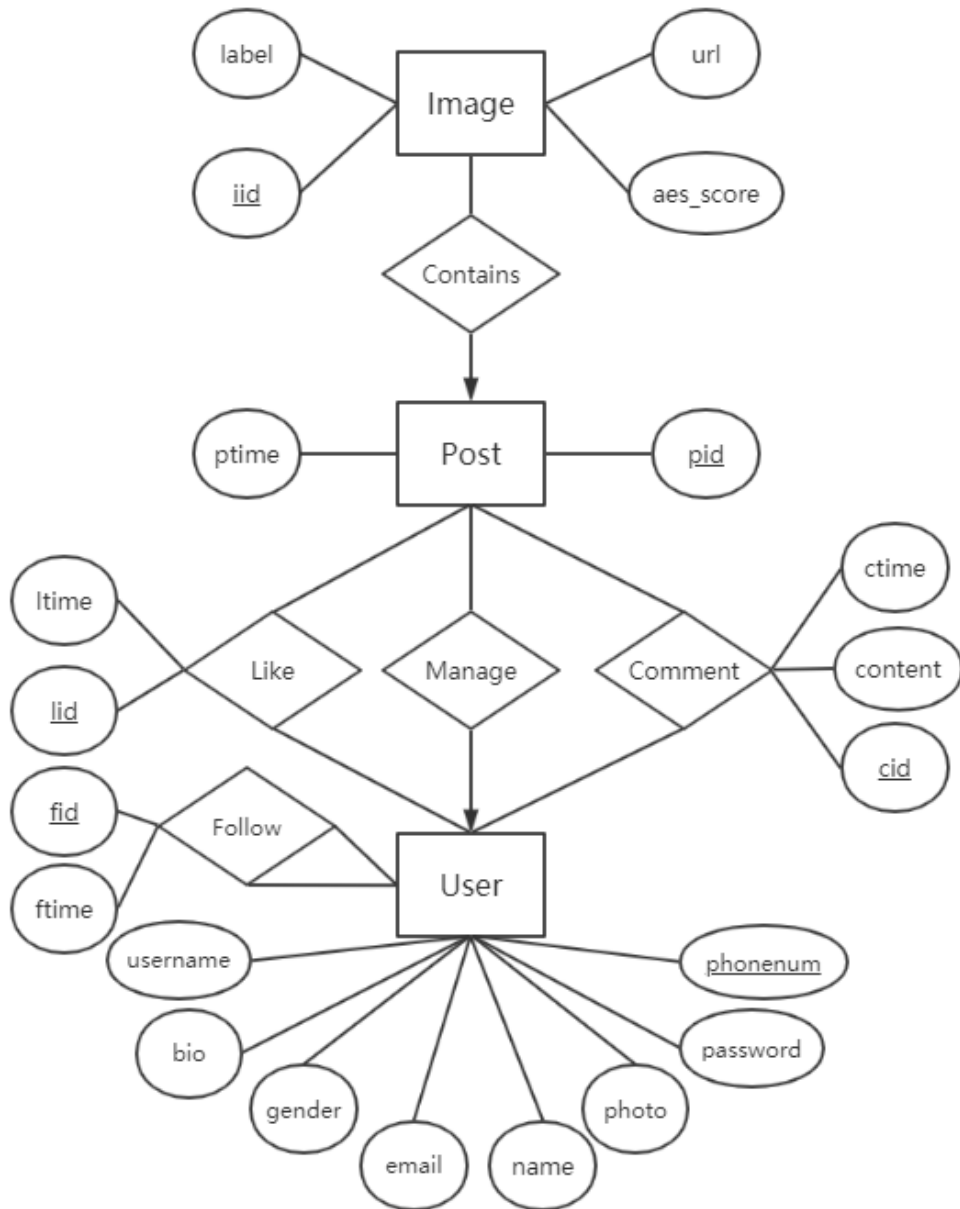 label
Image
url
iid
aes_score
Contains
ptime
Post
pid
ltime
ctime
Like
Manage
Comment
content
lid
cid
fid
Follow
ftime
User
username
phonenum
bio
password
gender
photo
email
name